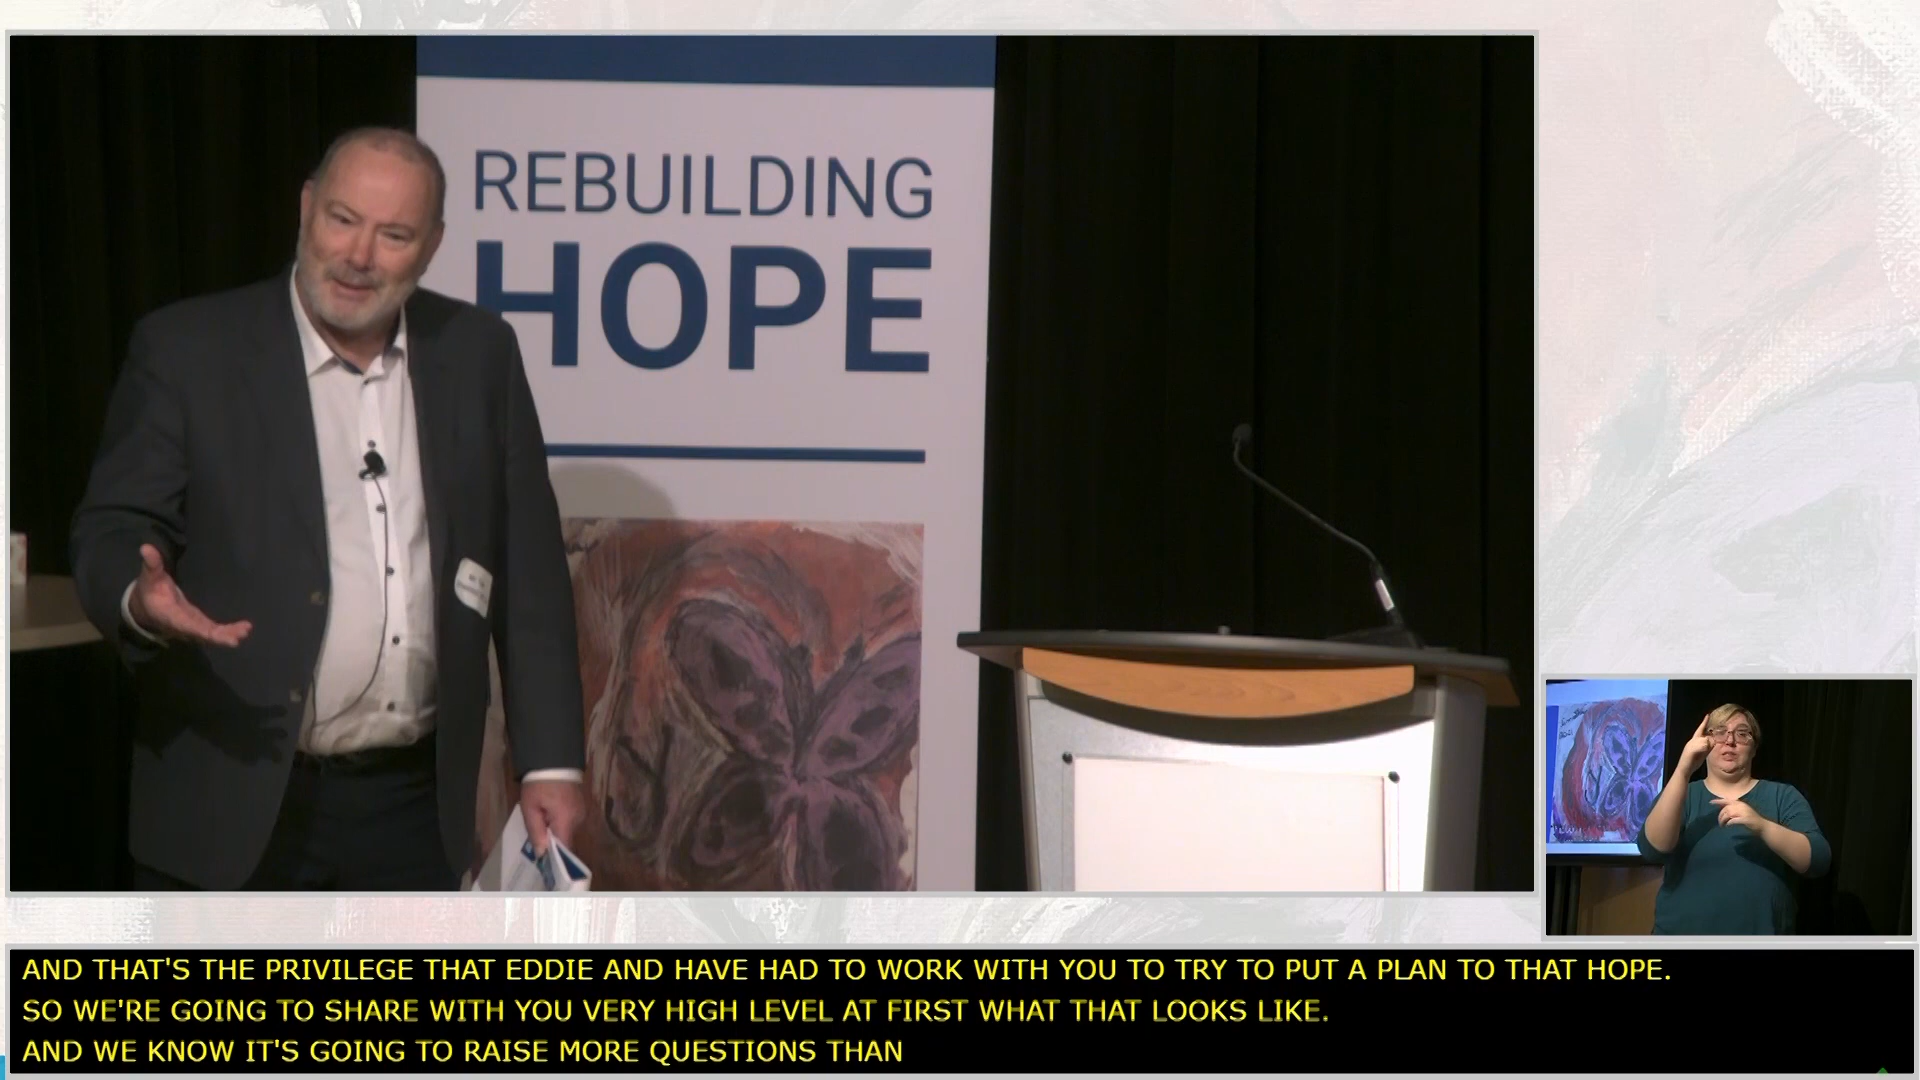 REBUILDING
HOPE
AND THAT'S THE PRIVILEGE THAT EDDIE AND HAVE HAD TO WORK WITH YOU TO TRY TO PUT A PLAN TO THAT HOPE.
SO WE'RE GOING TO SHARE WITH YOU VERY HIGH LEVEL AT FIRST WHAT THAT LOOKS LIKE.
AND WE KNOW IT'S GOING TO RAISE MORE QUESTIONS THAN